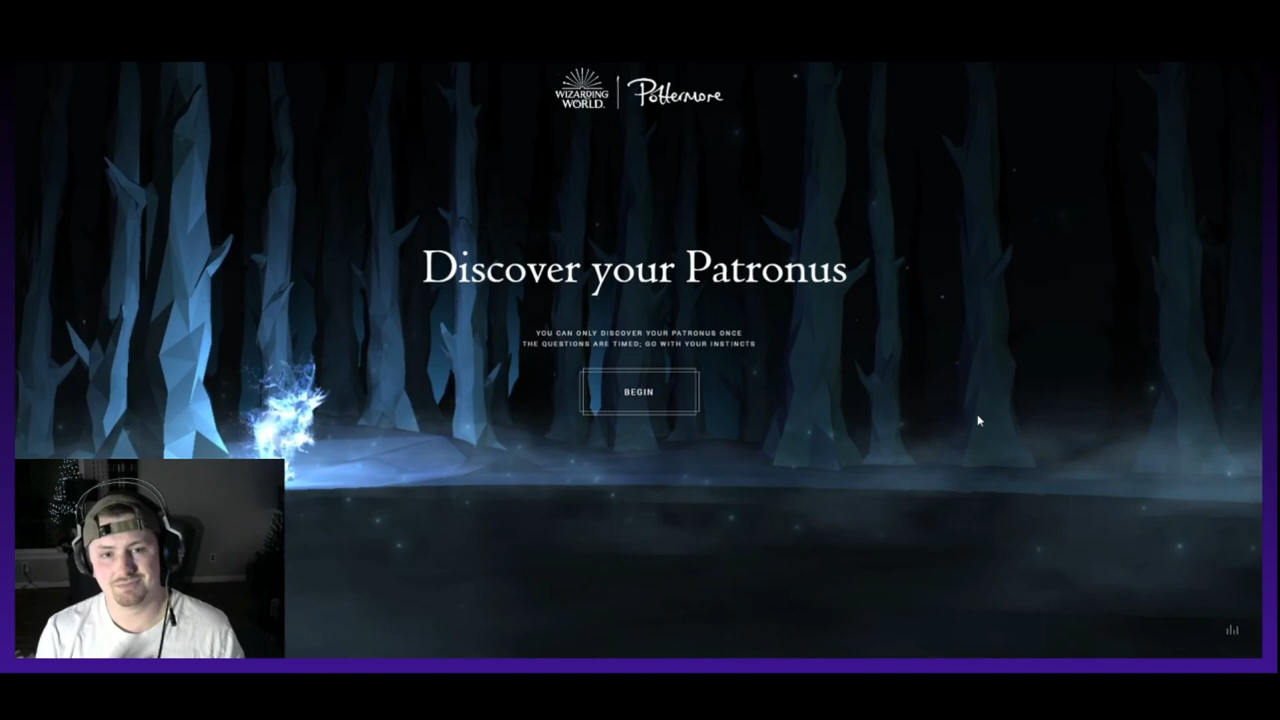 WIZARDING
WORLD.
Pottermore
Discover your Patronus
YOU CAN ONLY DISCOVER YOUR PATRONUS ONCE
THE QUESTIONS ARE TIMED; GO WITH YOUR INSTINCTS
BEGIN